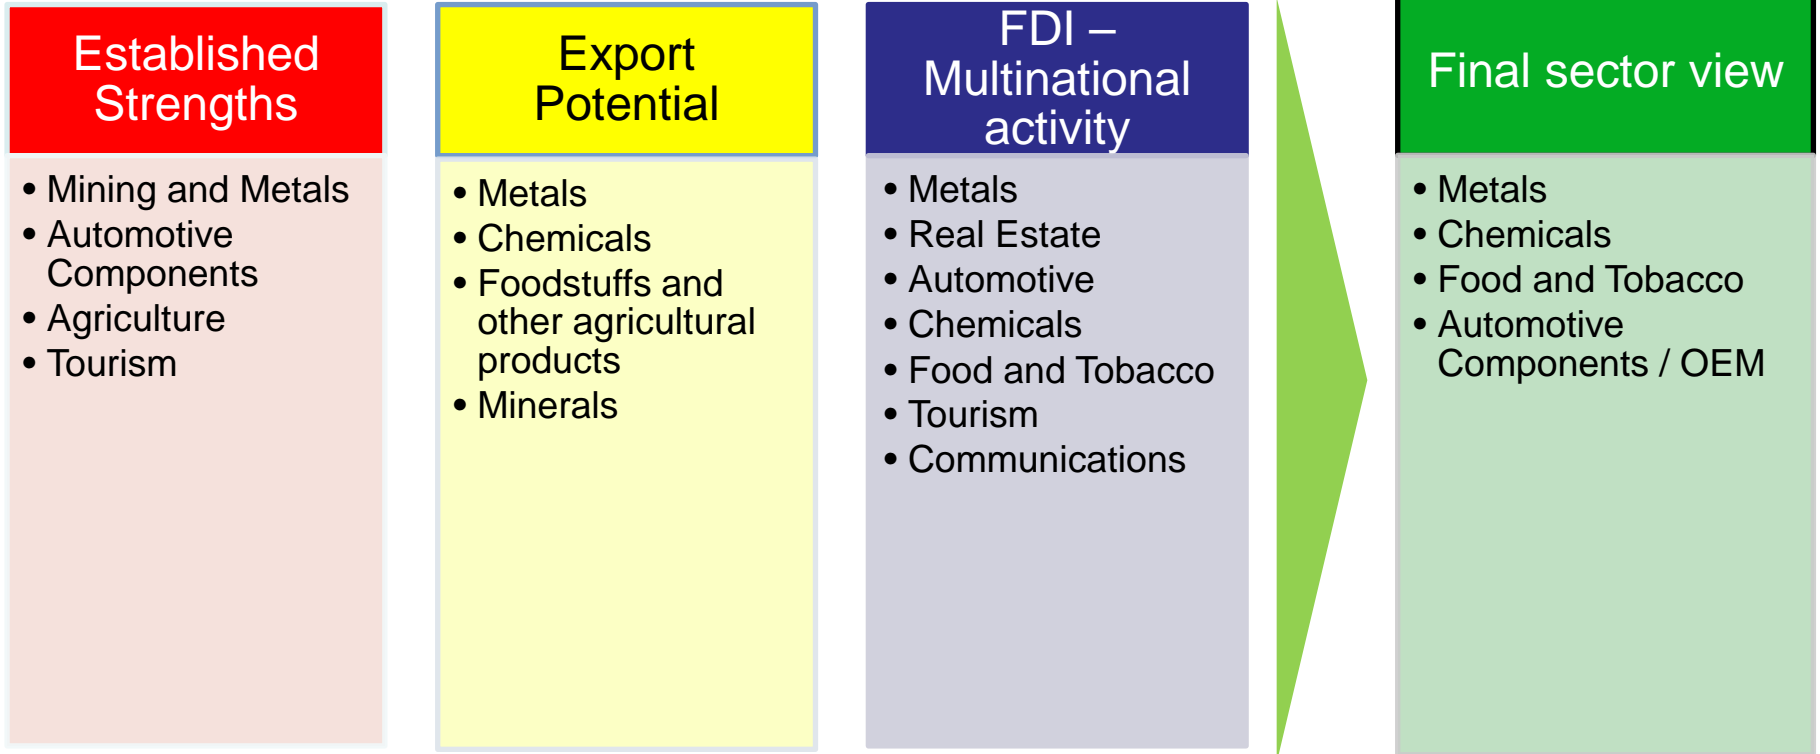 Established
Strengths
• Mining and Metals
• Automotive
Components
• Agriculture
• Tourism
Export
Potential
• Metals
• Chemicals
• Foodstuffs and
other agricultural
products
• Minerals
FDI –
Multinational
activity
• Metals
• Real Estate
• Automotive
• Chemicals
• Food and Tobacco
• Tourism
• Communications
Final sector view
• Metals
• Chemicals
• Food and Tobacco
• Automotive
Components / OEM